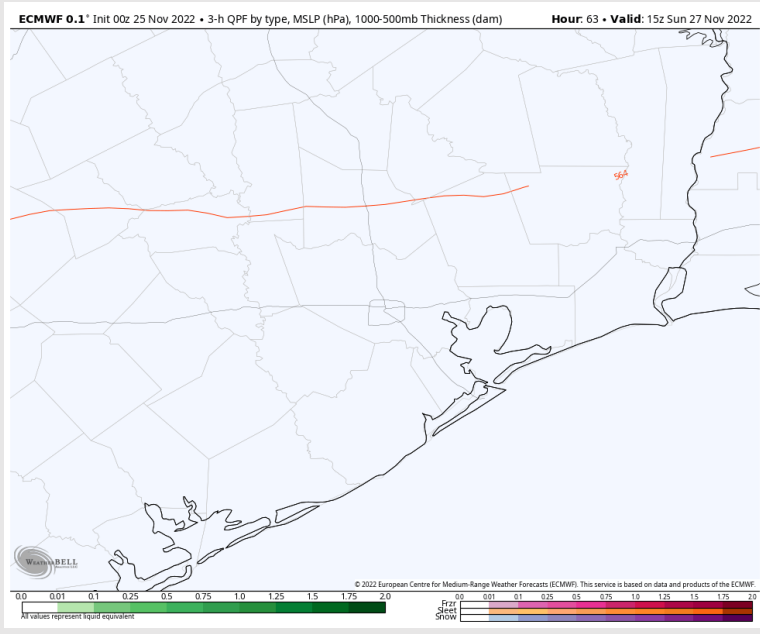 ECMWF 0.1° Init 00z 25 Nov 2022 • 3-h QPF by type, MSLP (hPa), 1000-500mb Thickness (dam) Hour: 63 • Valid: 15z Sun 27 Nov 2022
564
WEATHERBELL
© 2022 European Centre for Medium-Range Weather Forecasts (ECMWF). This service is based on data and products of the ECMWF.
0.0 0.01 0.1 0.25 0.5 0.75 1.0 1.25 1.5 1.75 2.0
All values represent liquid equivalent
0.0 0.01 0.1 0.25 0.5 0.75 1.0 1.25 1.5 1.75 2.0
Frzr
Sleet
Snow